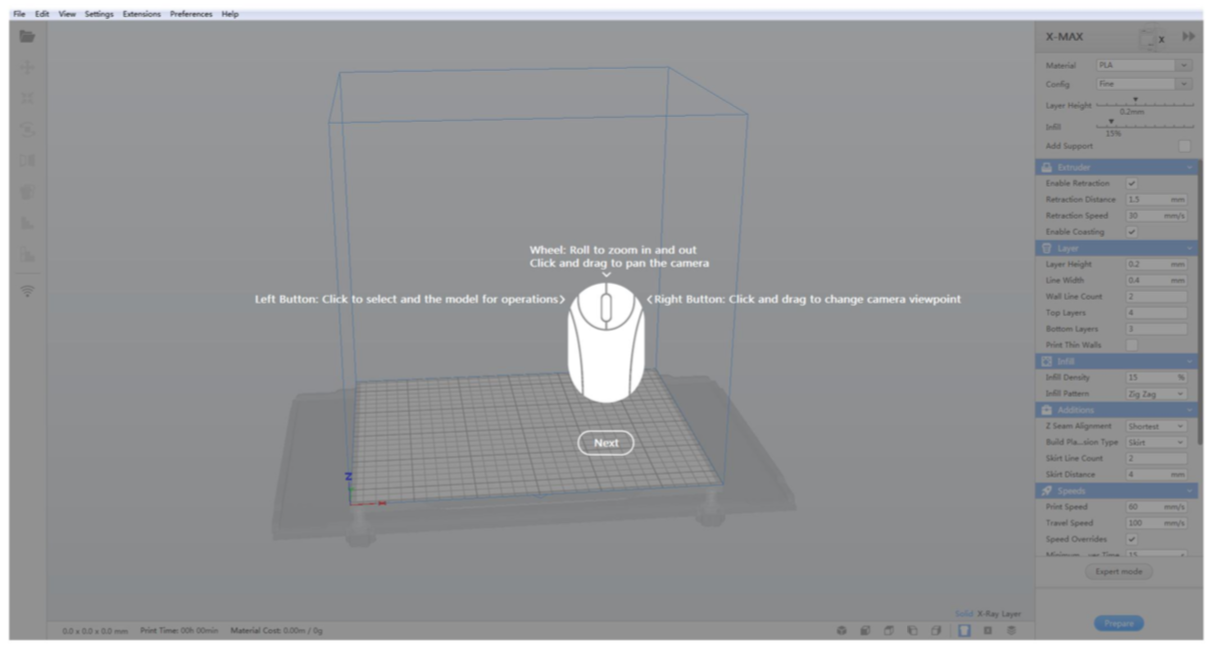 File Edit View Settings Extensions Preferences Help
X-MAX
X
Material PLA
Config Fine
Layer Height
0.2mm
Infill
15%
Add Support
Extruder
Enable Retraction
Retraction Distance 1.5 mm
Retraction Speed 30 mm/s
Enable Coasting
Layer
Layer Height 0.2 mm
Line Width 0.4 mm
Wall Line Count 2
Top Layers 4
Bottom Layers 3
Print Thin Walls
Infill
Infill Density 15 %
Infill Pattern Zig Zag
Additions
Z Seam Alignment Shortest
Build Pla...sion Type Skirt
Skirt Line Count 2
Skirt Distance 4 mm
Speeds
Print Speed 60 mm/s
Travel Speed 100 mm/s
Speed Overrides
Expert mode
Prepare
Wheel: Roll to zoom in and out
Click and drag to pan the camera
Left Button: Click to select and the model for operations
Right Button: Click and drag to change camera viewpoint
Next
Z
X
Solid X-Ray Layer
0.0 x 0.0 x 0.0 mm Print Time: 00h 00min Material Cost: 0.00m / 0g